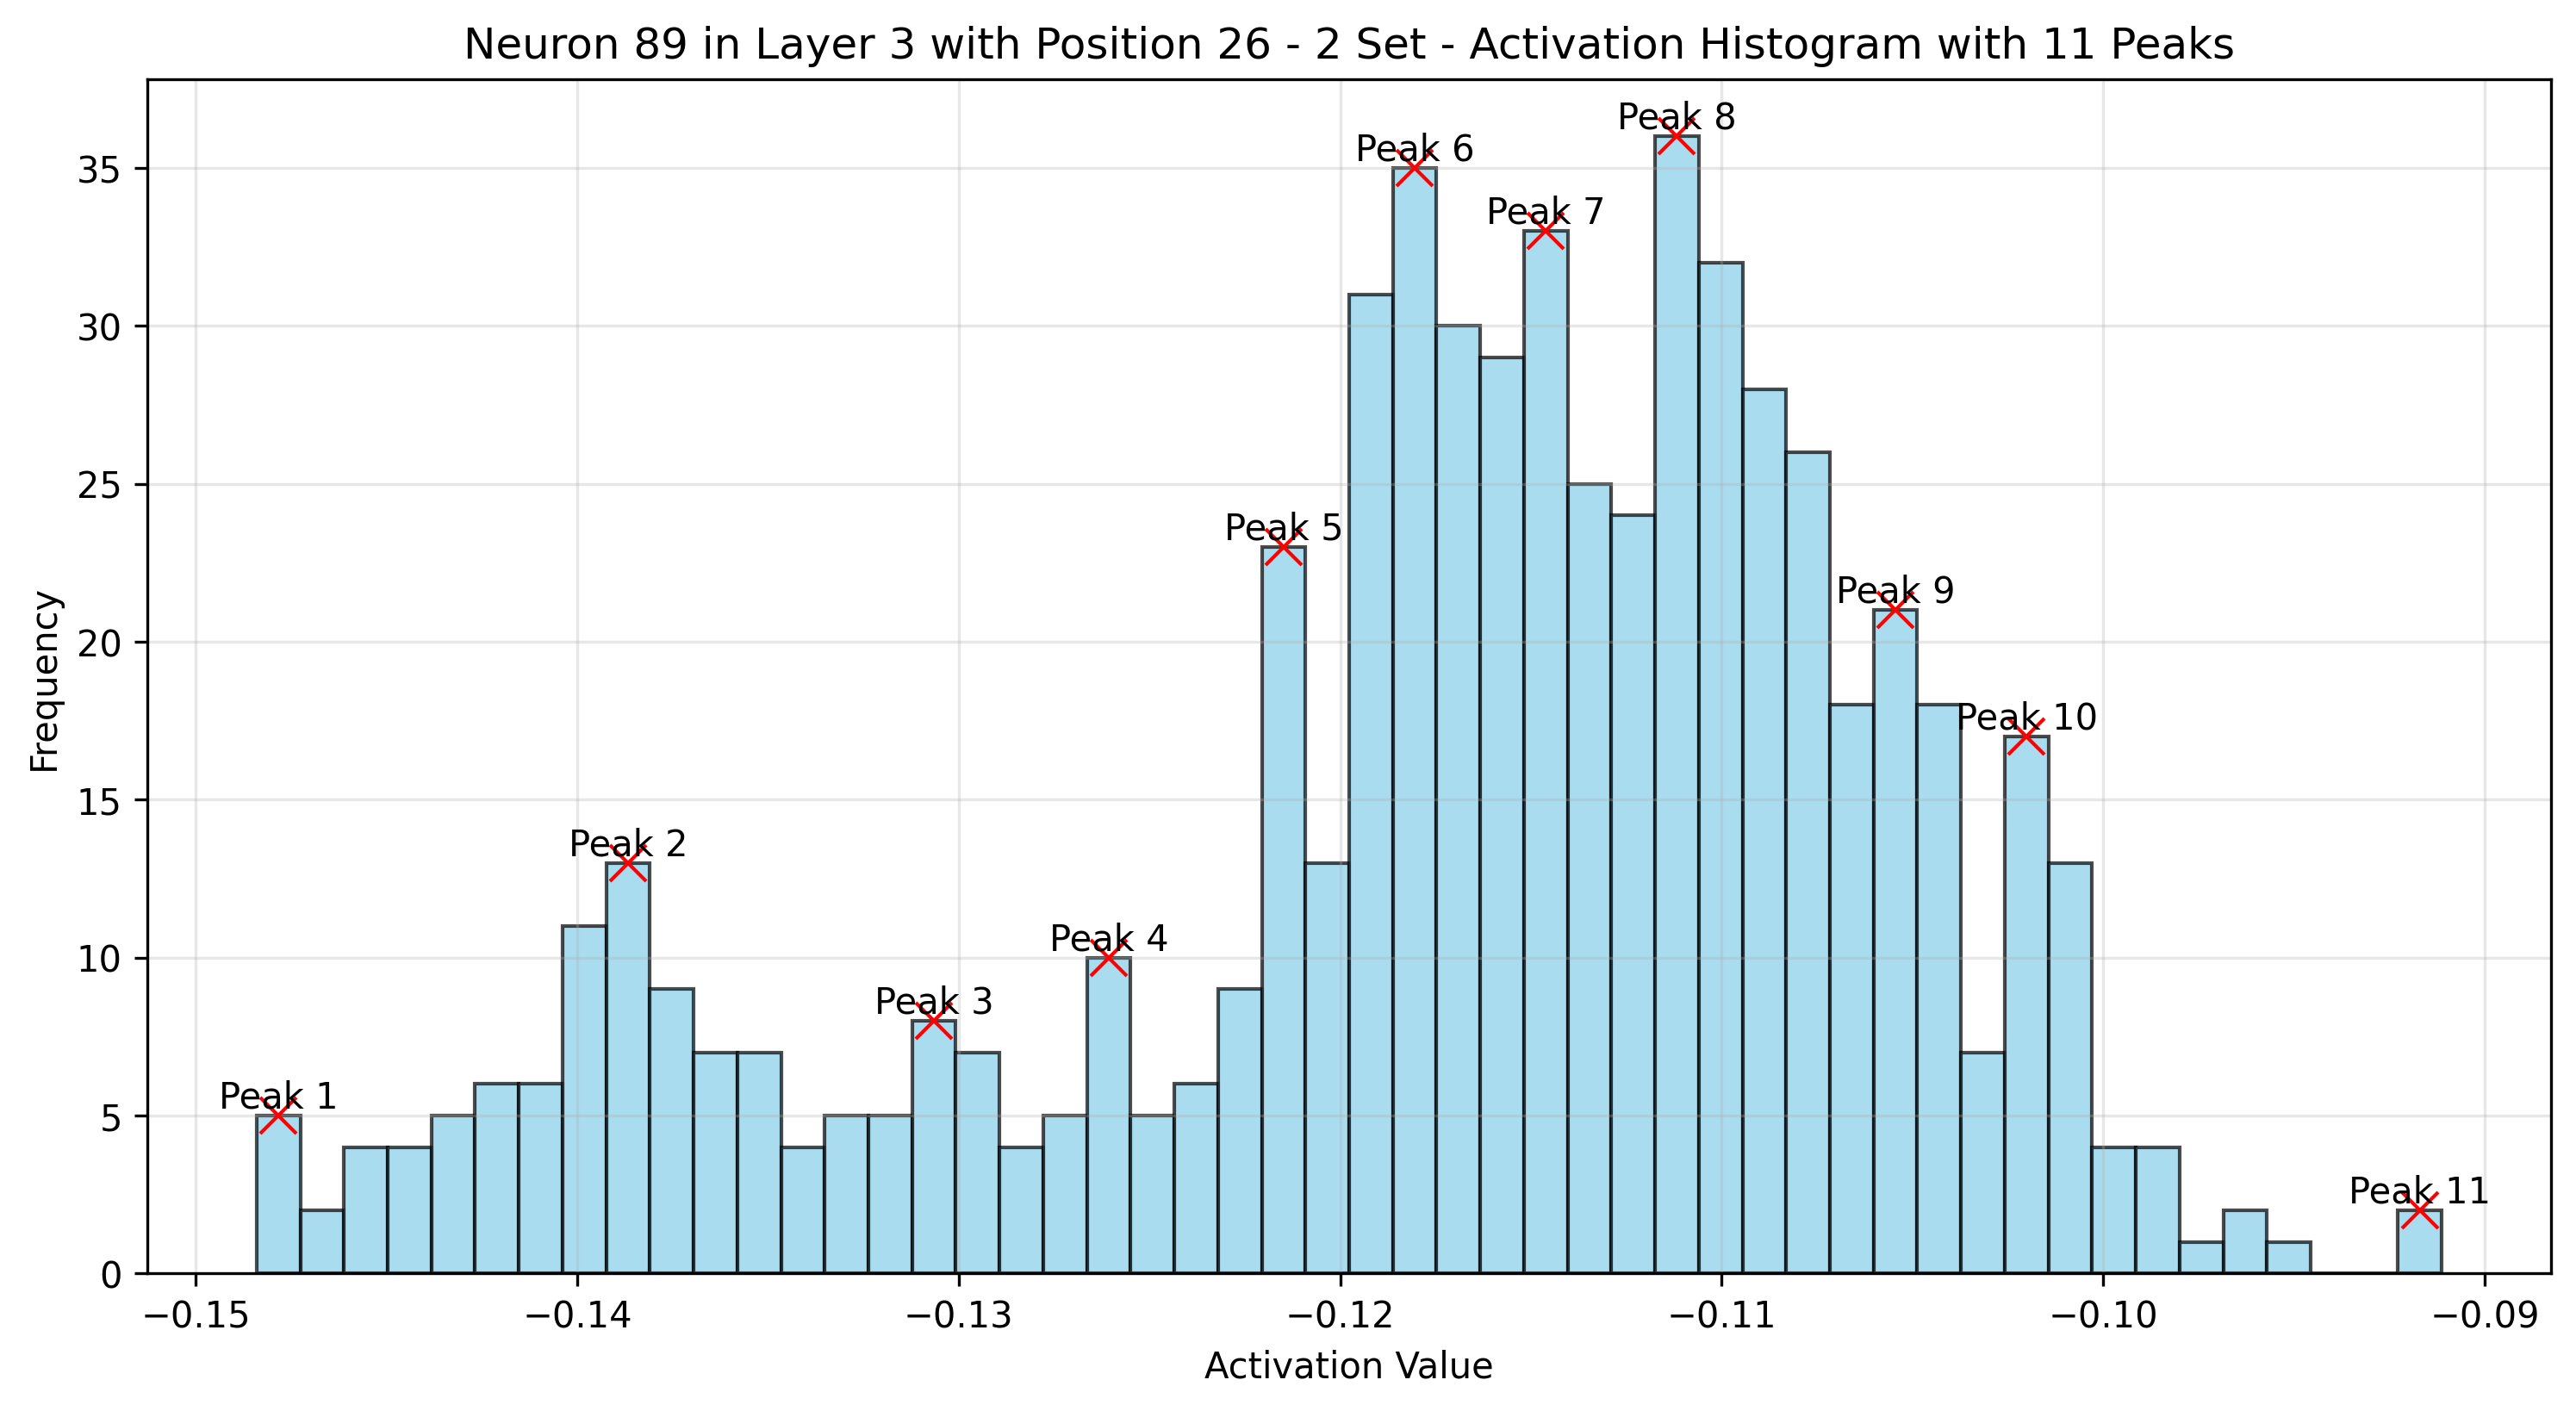 Neuron 89 in Layer 3 with Position 26 - 2 Set - Activation Histogram with 11 Peaks
Peak 8
Peak 6
Peak 7
Peak 5
Peak 9
Peak 10
Peak 2
Peak 4
Peak 3
Peak 1
Peak 11
35
30
25
20
15
10
5
0
Frequency
−0.15 −0.14 −0.13 −0.12 −0.11 −0.10 −0.09
Activation Value